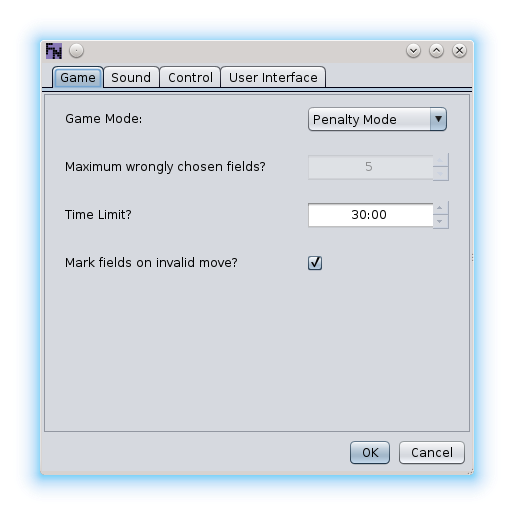 FN
Game Sound Control User Interface
Game Mode: Penalty Mode
Maximum wrongly chosen fields? 5
Time Limit? 30:00
Mark fields on invalid move?
OK Cancel